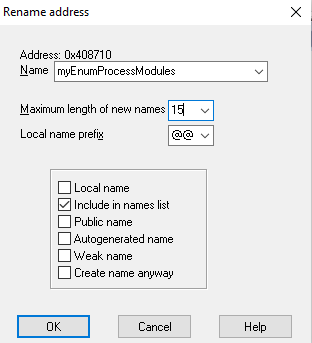 Rename address
Address: 0x408710
Name myEnumProcessModules
Maximum length of new names 15
Local name prefix @@
Local name
Include in names list
Public name
Autogenerated name
Weak name
Create name anyway
OK Cancel Help